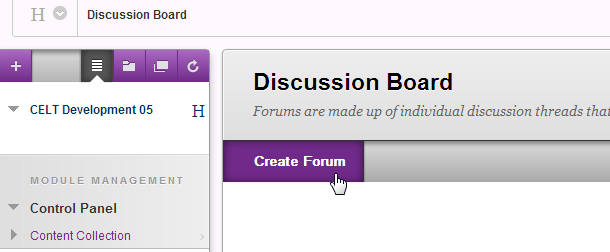 H Discussion Board
CELT Development 05 H
MODULE MANAGEMENT
Control Panel
Content Collection
Discussion Board
Forums are made up of individual discussion threads that
Create Forum